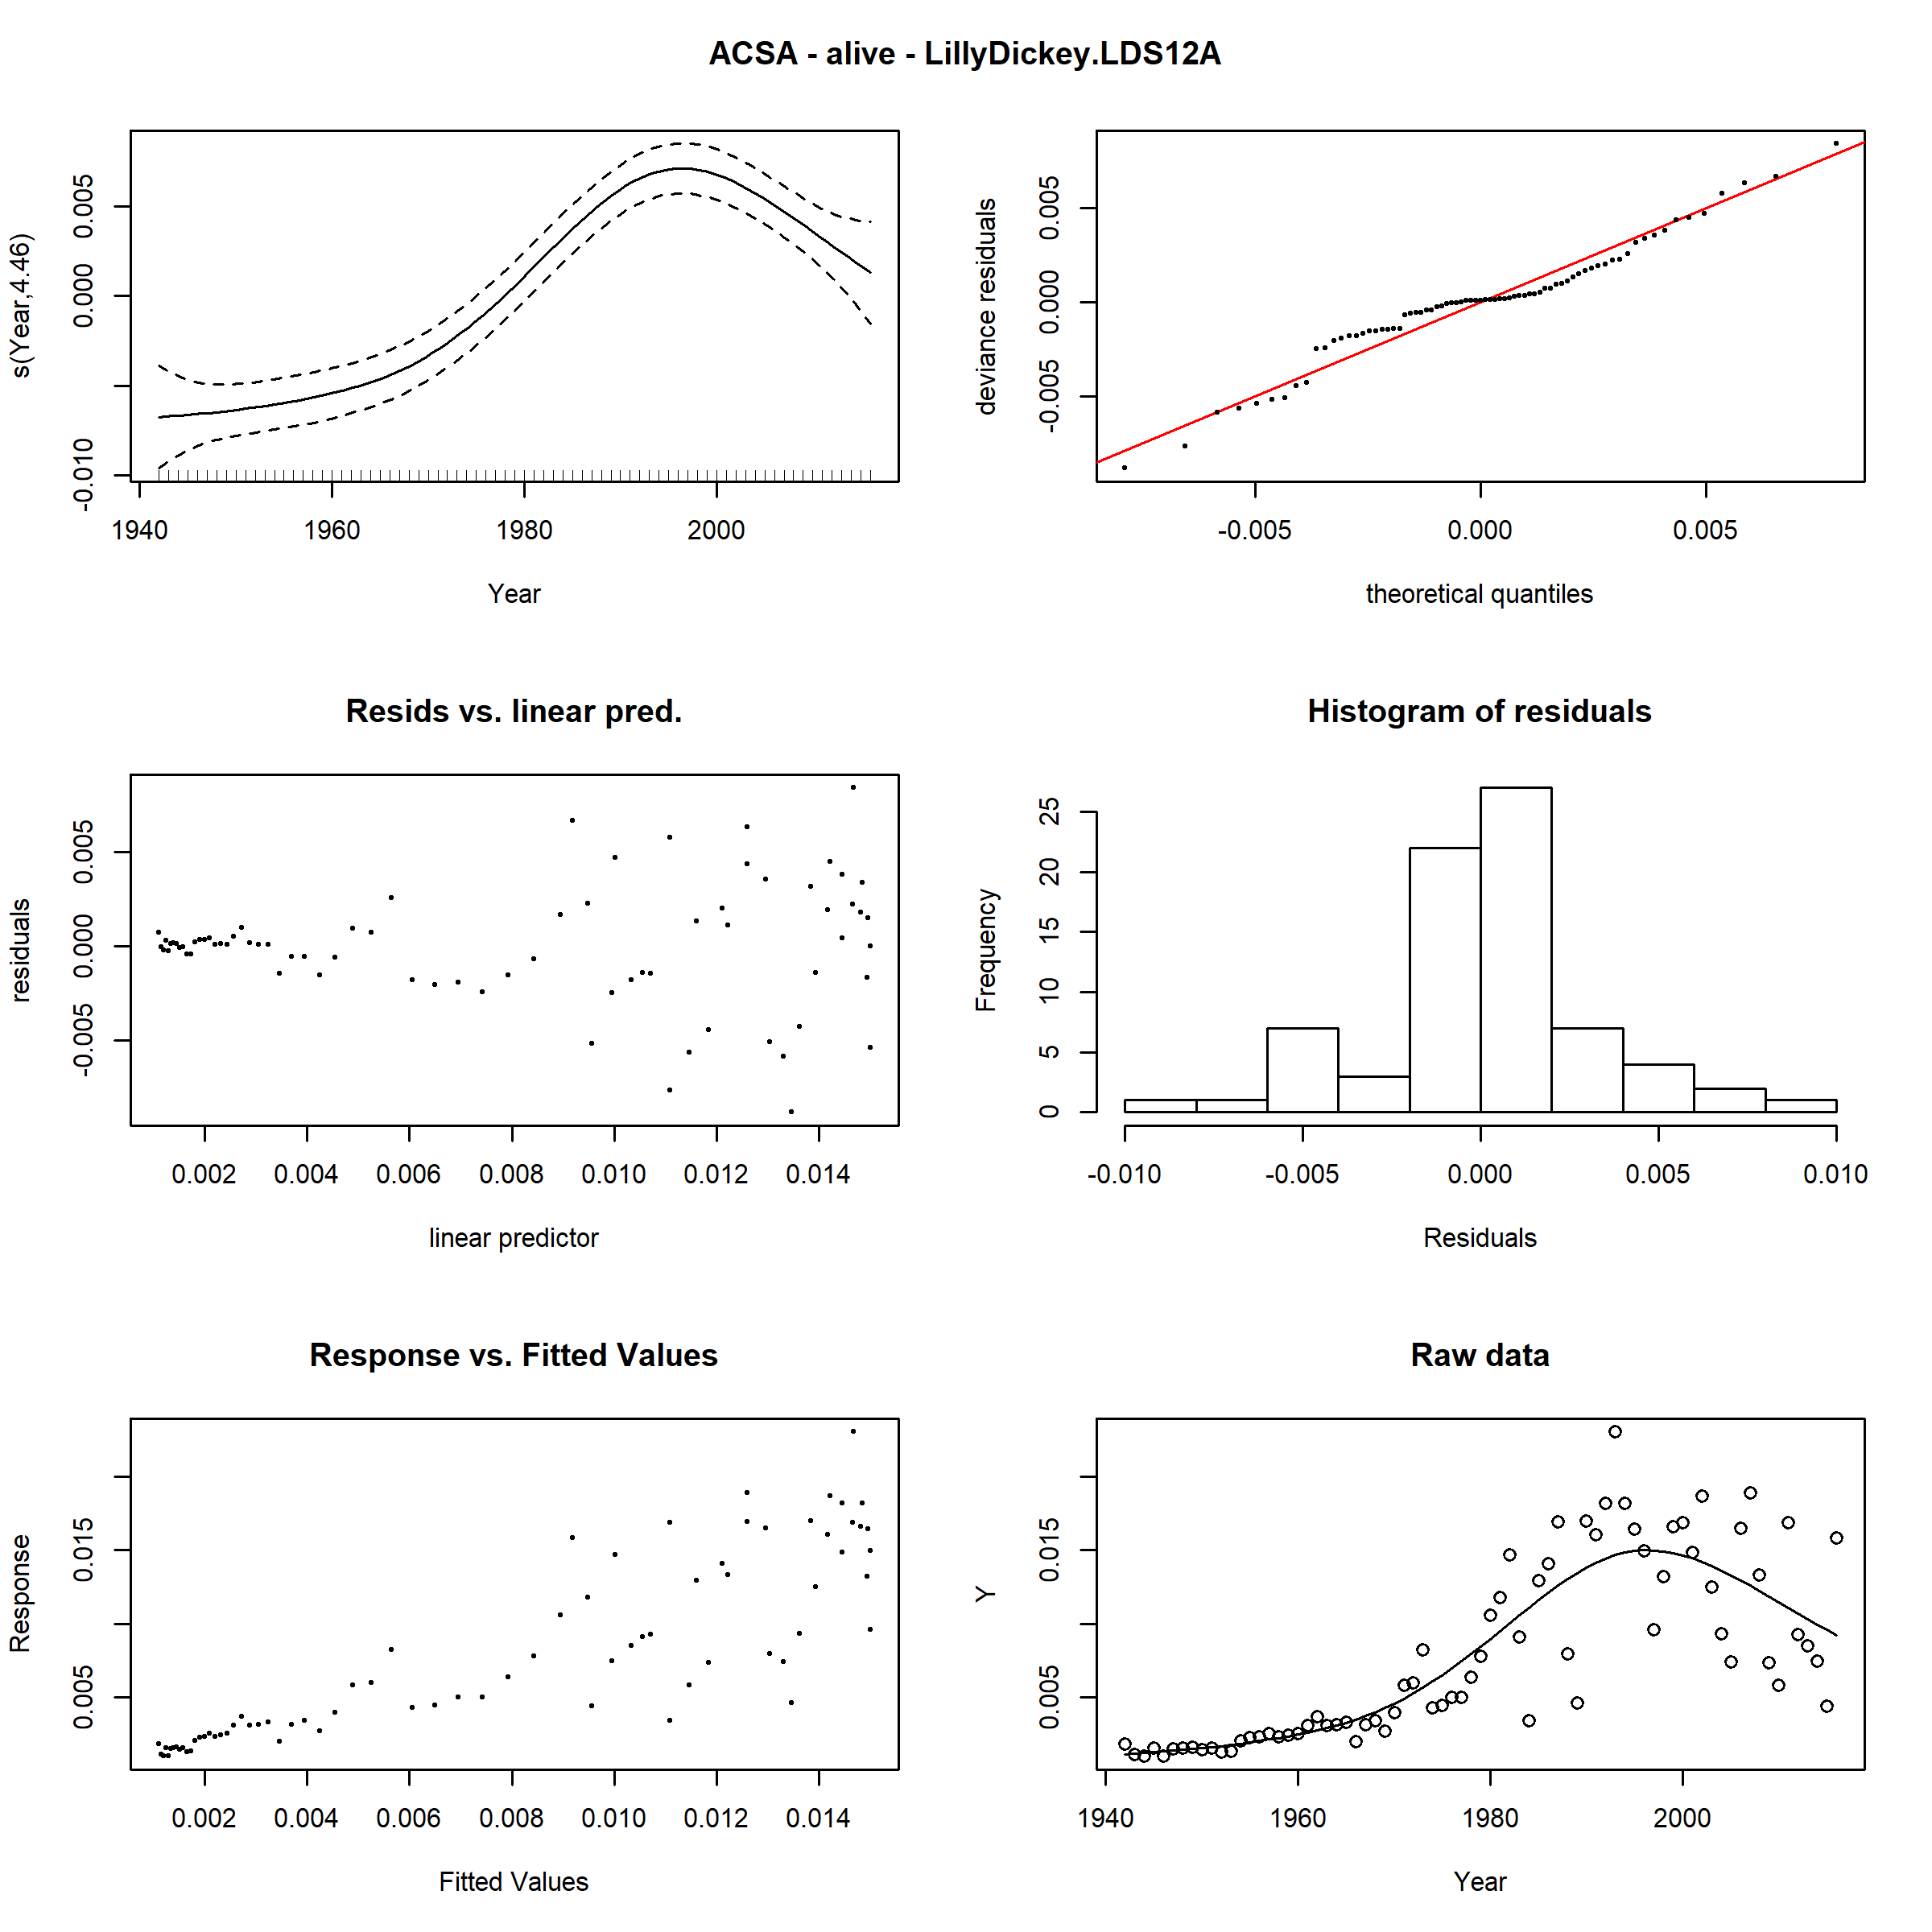 ACSA - alive - LillyDickey.LDS12A
s(Year,4.46)
0.005
0.000
-0.010
1940 1960 1980 2000
Year
deviance residuals
0.005
0.000
-0.005
-0.005 0.000 0.005
theoretical quantiles
Resids vs. linear pred.
residuals
0.005
0.000
-0.005
0.002 0.004 0.006 0.008 0.010 0.012 0.014
linear predictor
Histogram of residuals
Frequency
25
20
15
10
5
0
-0.010 -0.005 0.000 0.005 0.010
Residuals
Response vs. Fitted Values
Response
0.015
0.005
0.002 0.004 0.006 0.008 0.010 0.012 0.014
Fitted Values
Raw data
Y
0.015
0.005
1940 1960 1980 2000
Year